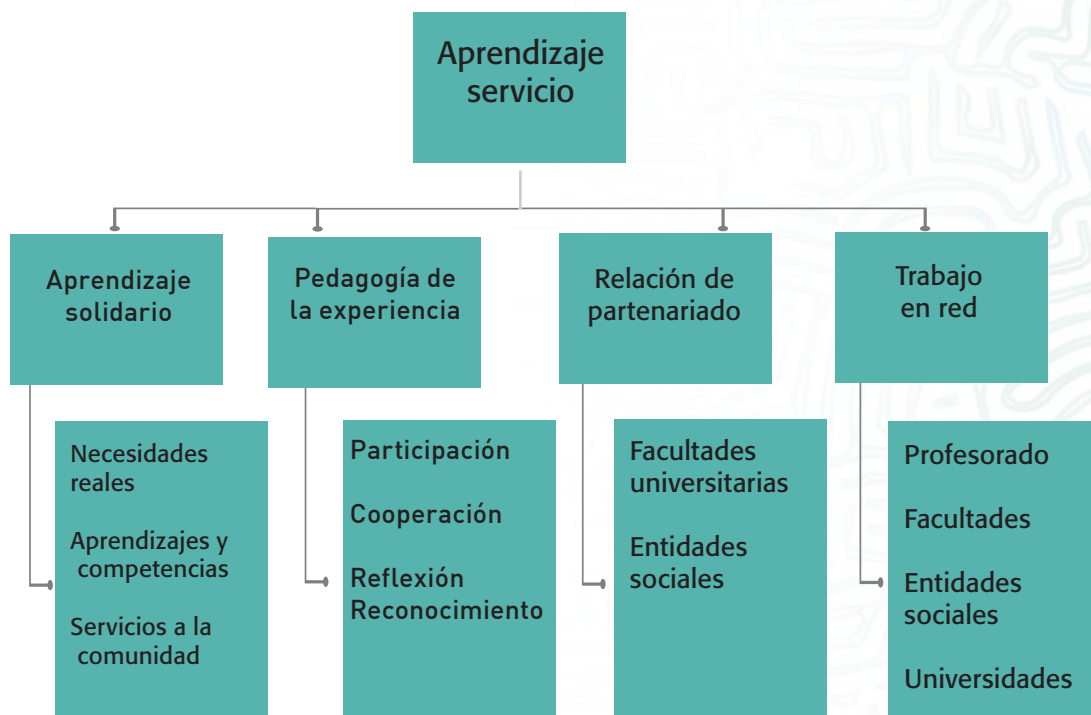 Aprendizaje
servicio
Aprendizaje
solidario
Pedagogía de
la experiencia
Relación de
partenariado
Trabajo
en red
Necesidades
reales
Aprendizajes y
competencias
Servicios a la
comunidad
Participación
Cooperación
Reflexión
Reconocimiento
Facultades
universitarias
Entidades
sociales
Profesorado
Facultades
Entidades
sociales
Universidades